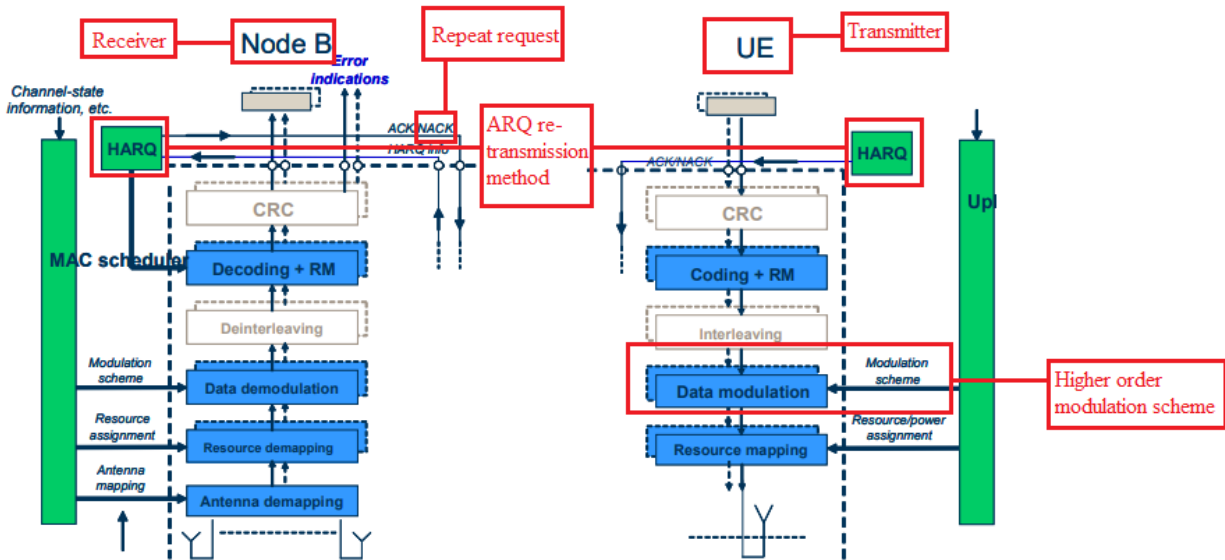 Receiver
Node B
Repeat request
UE
Transmitter
Error
indications
Channel-state
information, etc.
HARQ
ACK/NACK
HARQ info
ARQ re-
transmission
method
ACK/NACK
HARQ
CRC
CRC
Upl
MAC scheduler
Decoding + RM
Coding + RM
Deinterleaving
Interleaving
Modulation
scheme
Data demodulation
Data modulation
Modulation
scheme
Higher order
modulation scheme
Resource
assignment
Resource demapping
Resource mapping
Resource/power
assignment
Antenna
mapping
Antenna demapping